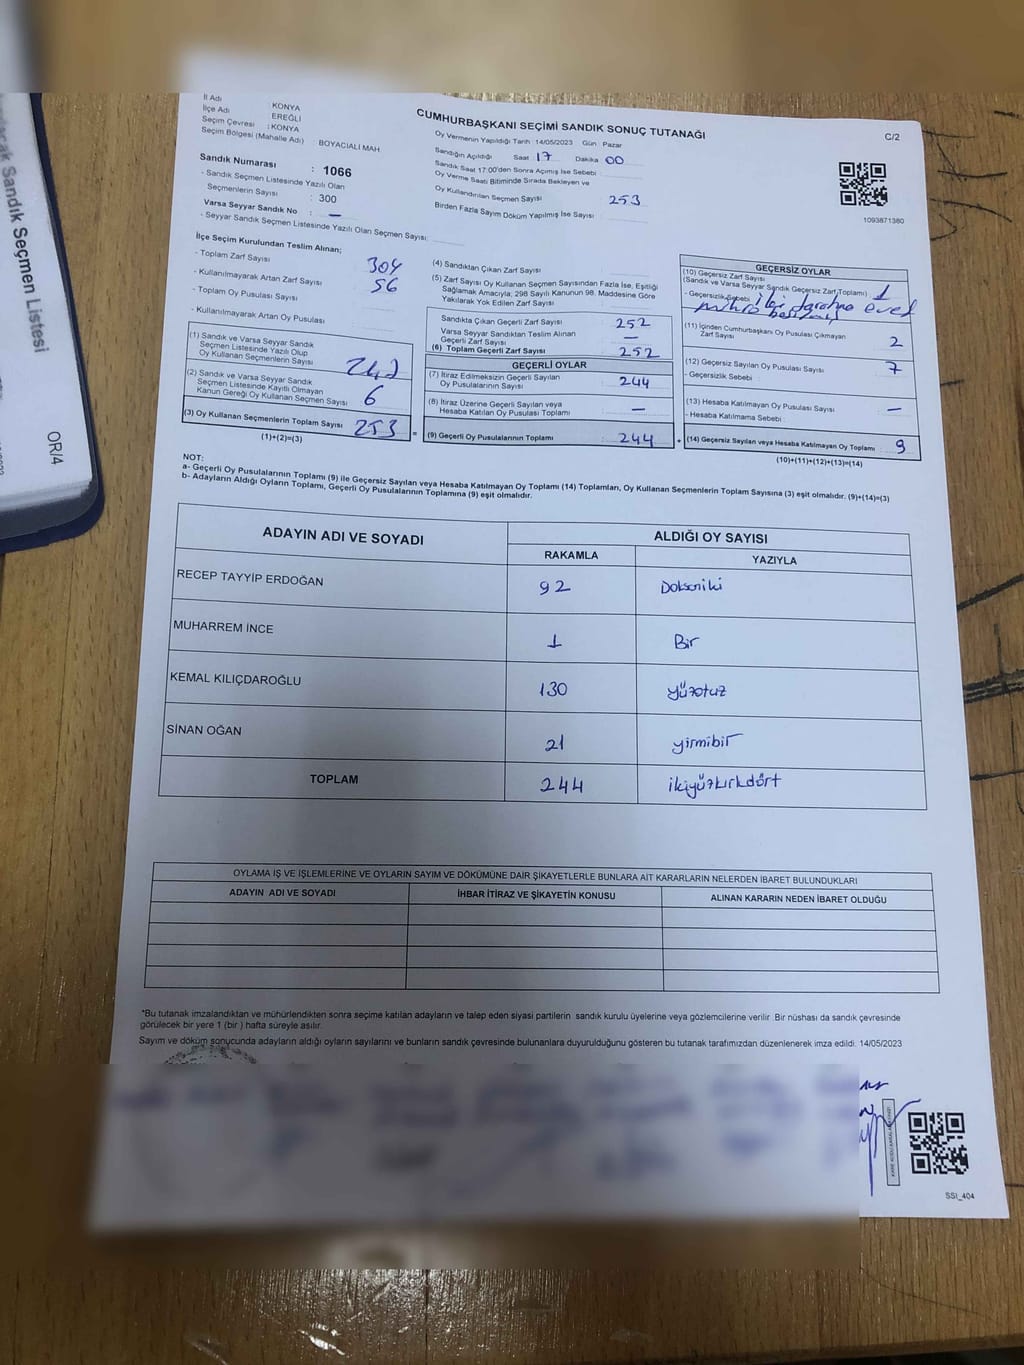 Sandık Seçmen Listesi
OR/4
İl Adı : KONYA
İlçe Adı : EREĞLİ
Seçim Çevresi : KONYA
Seçim Bölgesi (Mahalle Adı) : BOYACIALİ MAH
Sandık Numarası : 1066
- Sandık Seçmen Listesinde Yazılı Olan
Seçmenlerin Sayısı : 300
Varsa Seyyar Sandık No : —
- Seyyar Sandık Seçmen Listesinde Yazılı Olan Seçmen Sayısı:
CUMHURBAŞKANI SEÇİMİ SANDIK SONUÇ TUTANAĞI
C/2
Oy Vermenin Yapıldığı Tarih : 14/05/2023 Gün : Pazar
Sandığın Açıldığı Saat 17 Dakika 00
Sandık Saat 17:00'den Sonra Açılmış İse Sebebi
Oy Verme Saati Bitiminde Sırada Bekleyen ve
Oy Kullandırılan Seçmen Sayısı 253
Birden Fazla Sayım Döküm Yapılmış İse Sayısı
1093871380
İlçe Seçim Kurulundan Teslim Alınan;
- Toplam Zarf Sayısı 304
- Kullanılmayarak Artan Zarf Sayısı 56
- Toplam Oy Pusulası Sayısı
- Kullanılmayarak Artan Oy Pusulası
(1) Sandık ve Varsa Seyyar Sandık
Seçmen Listesinde Yazılı Olup
Oy Kullanan Seçmenlerin Sayısı
(2) Sandık ve Varsa Seyyar Sandık
Seçmen Listesinde Kayıtlı Olmayan
Kanun Gereği Oy Kullanan Seçmen Sayısı 6
(3) Oy Kullanan Seçmenlerin Toplam Sayısı 253
(1)+(2)=(3)
(4) Sandıktan Çıkan Zarf Sayısı
(5) Zarf Sayısı Oy Kullanan Seçmen Sayısından Fazla İse, Eşitliği
Sağlamak Amacıyla; 298 Sayılı Kanunun 98. Maddesine Göre
Yakılarak Yok Edilen Zarf Sayısı
Sandıkta Çıkan Geçerli Zarf Sayısı : 252
Varsa Seyyar Sandıktan Teslim Alınan
Geçerli Zarf Sayısı : —
(6) Toplam Geçerli Zarf Sayısı : 252
GEÇERLİ OYLAR
(7) İtiraz Edilmeksizin Geçerli Sayılan
Oy Pusulalarının Sayısı : 244
(8) İtiraz Üzerine Geçerli Sayılan veya
Hesaba Katılan Oy Pusulası Toplamı : —
(9) Geçerli Oy Pusulalarının Toplamı : 244
GEÇERSİZ OYLAR
(10) Geçersiz Zarf Sayısı
(Sandık ve Varsa Seyyar Sandık Geçersiz Zarf Toplamı) : 1
- Geçersizlik Sebebi
(11) İçinden Cumhurbaşkanı Oy Pusulası Çıkmayan
Zarf Sayısı 2
(12) Geçersiz Sayılan Oy Pusulası Sayısı : 7
- Geçersizlik Sebebi
(13) Hesaba Katılmayan Oy Pusulası Sayısı : —
- Hesaba Katılmama Sebebi
(14) Geçersiz Sayılan veya Hesaba Katılmayan Oy Toplamı : 9
(10)+(11)+(12)+(13)=(14)
NOT:
a- Geçerli Oy Pusulalarının Toplamı (9) ile Geçersiz Sayılan veya Hesaba Katılmayan Oy Toplamı (14) Toplamları, Oy Kullanan Seçmenlerin Toplam Sayısına (3) eşit olmalıdır. (9)+(14)=(3)
b- Adayların Aldığı Oyların Toplamı, Geçerli Oy Pusulalarının Toplamına (9) eşit olmalıdır.
ADAYIN ADI VE SOYADI
ALDIĞI OY SAYISI
RAKAMLA YAZIYLA
RECEP TAYYİP ERDOĞAN 92 Doksaniki
MUHARREM İNCE 1 Bir
KEMAL KILIÇDAROĞLU 130 yüzotuz
SİNAN OĞAN 21 yirmibir
TOPLAM 244 ikiyüzkırkdört
OYLAMA İŞ VE İŞLEMLERİNE VE OYLARIN SAYIM VE DÖKÜMÜNE DAİR ŞİKAYETLERLE BUNLARA AİT KARARLARIN NELERDEN İBARET BULUNDUKLARI
ADAYIN ADI VE SOYADI İHBAR İTİRAZ VE ŞİKAYETİN KONUSU ALINAN KARARIN NEDEN İBARET OLDUĞU
*Bu tutanak imzalandıktan ve mühürlendikten sonra seçime katılan adayların ve talep eden siyasi partilerin sandık kurulu üyelerine veya gözlemcilerine verilir. Bir nüshası da sandık çevresinde
görülecek bir yere 1 (bir) hafta süreyle asılır.
Sayım ve döküm sonucunda adayların aldığı oyların sayılarını ve bunların sandık çevresinde bulunanlara duyurulduğunu gösteren bu tutanak tarafımızdan düzenlenerek imza edildi. 14/05/2023
SSI_404